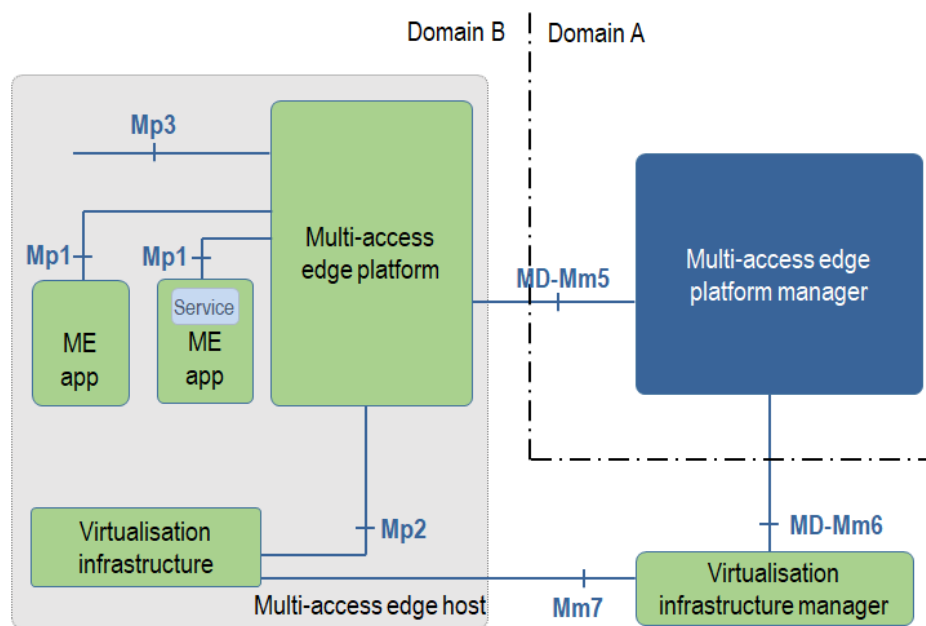 Domain B
Domain A
Mp3
Multi-access
edge platform
Mp1
Mp1
Service
ME
app
ME
app
MD-Mm5
Multi-access edge
platform manager
Mp2
MD-Mm6
Virtualisation
infrastructure
Multi-access edge host
Mm7
Virtualisation
infrastructure manager